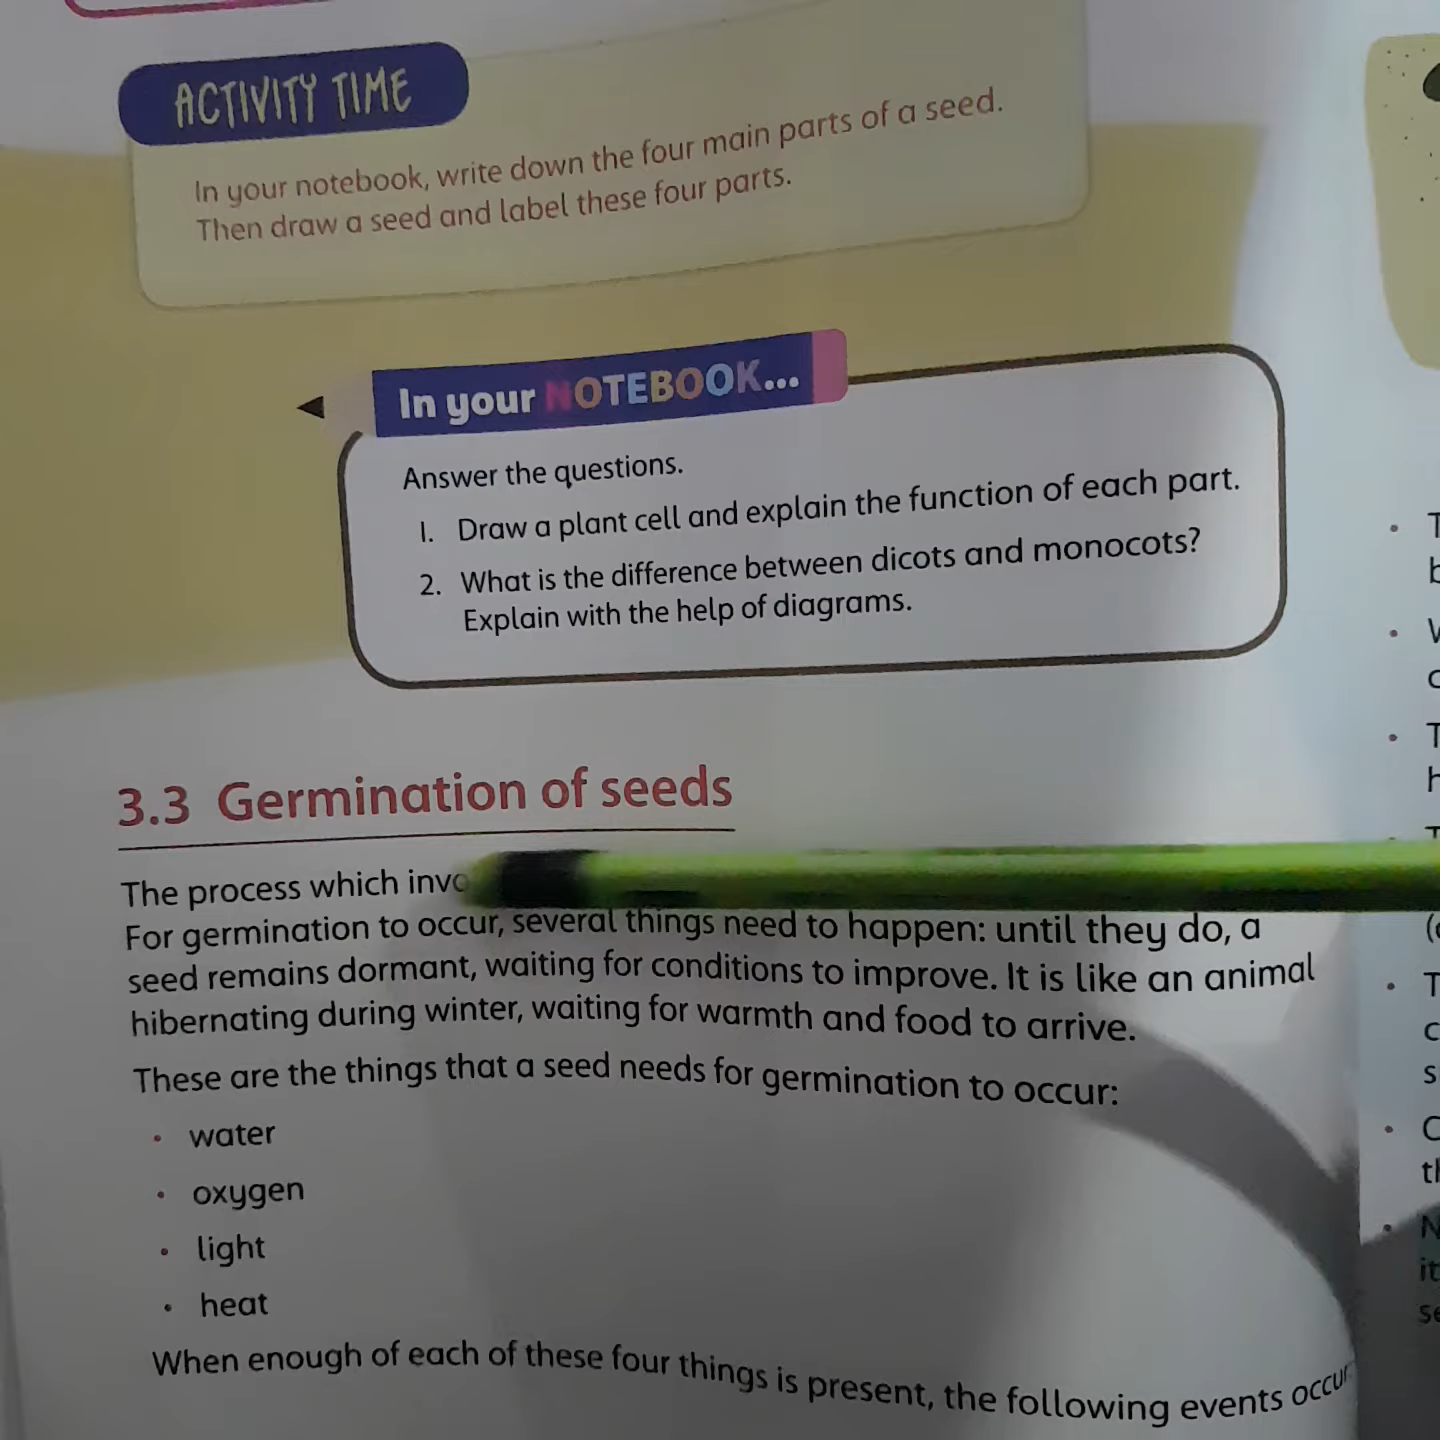 ACTIVITY TIME
In your notebook, write down the four main parts of a seed.
Then draw a seed and label these four parts.
In your NOTEBOOK...
Answer the questions.
1. Draw a plant cell and explain the function of each part.
2. What is the difference between dicots and monocots?
Explain with the help of diagrams.
3.3 Germination of seeds
The process which
For germination to occur, several things need to happen: until they do, a
seed remains dormant, waiting for conditions to improve. It is like an animal
hibernating during winter, waiting for warmth and food to arrive.
These are the things that a seed needs for germination to occur:
• water
• oxygen
• light
• heat
When enough of each of these four things is present, the following events occur